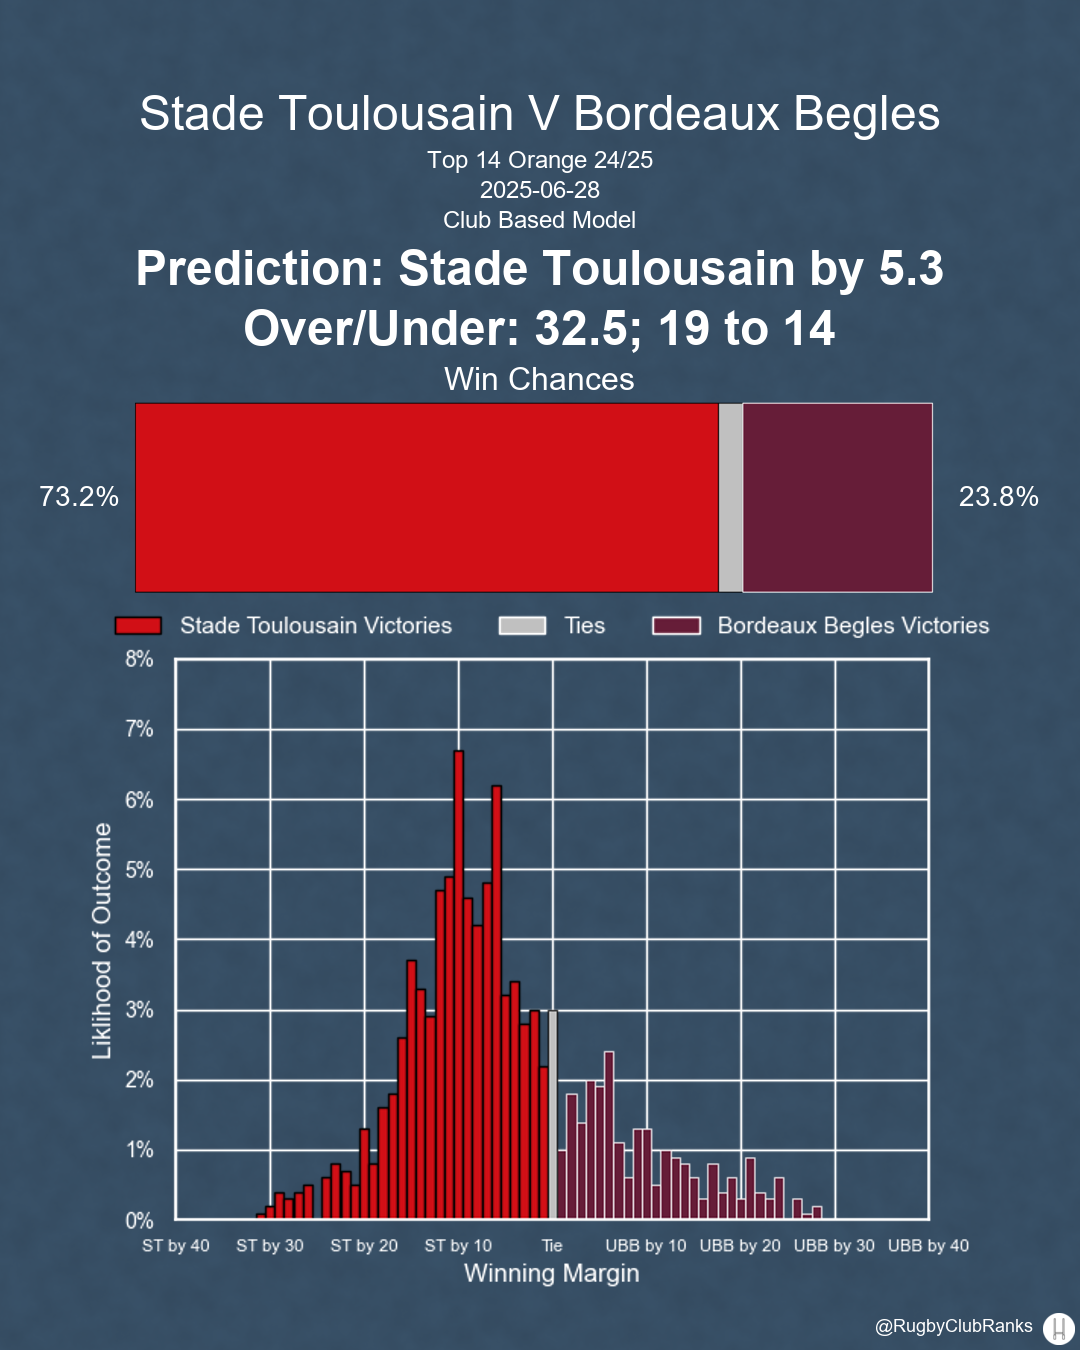 Stade Toulousain V Bordeaux Begles
Top 14 Orange 24/25
2025-06-28
Club Based Model
Prediction: Stade Toulousain by 5.3
Over/Under: 32.5; 19 to 14
Win Chances
73.2%
23.8%
Stade Toulousain Victories
Ties
Bordeaux Begles Victories
8%
7%
6%
5%
4%
3%
2%
1%
0%
Liklihood of Outcome
ST by 40
ST by 30
ST by 20
ST by 10
Tie
UBB by 10
UBB by 20
UBB by 30
UBB by 40
Winning Margin
@RugbyClubRanks